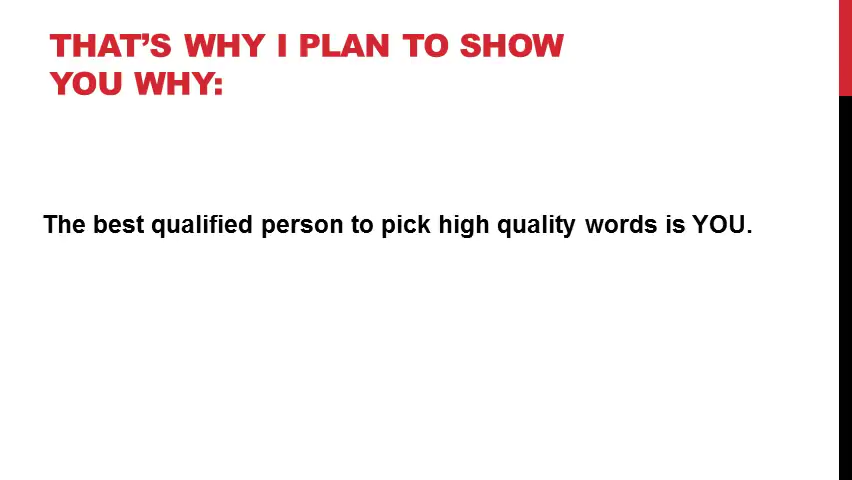 THAT’S WHY I PLAN TO SHOW
YOU WHY:
The best qualified person to pick high quality words is YOU.